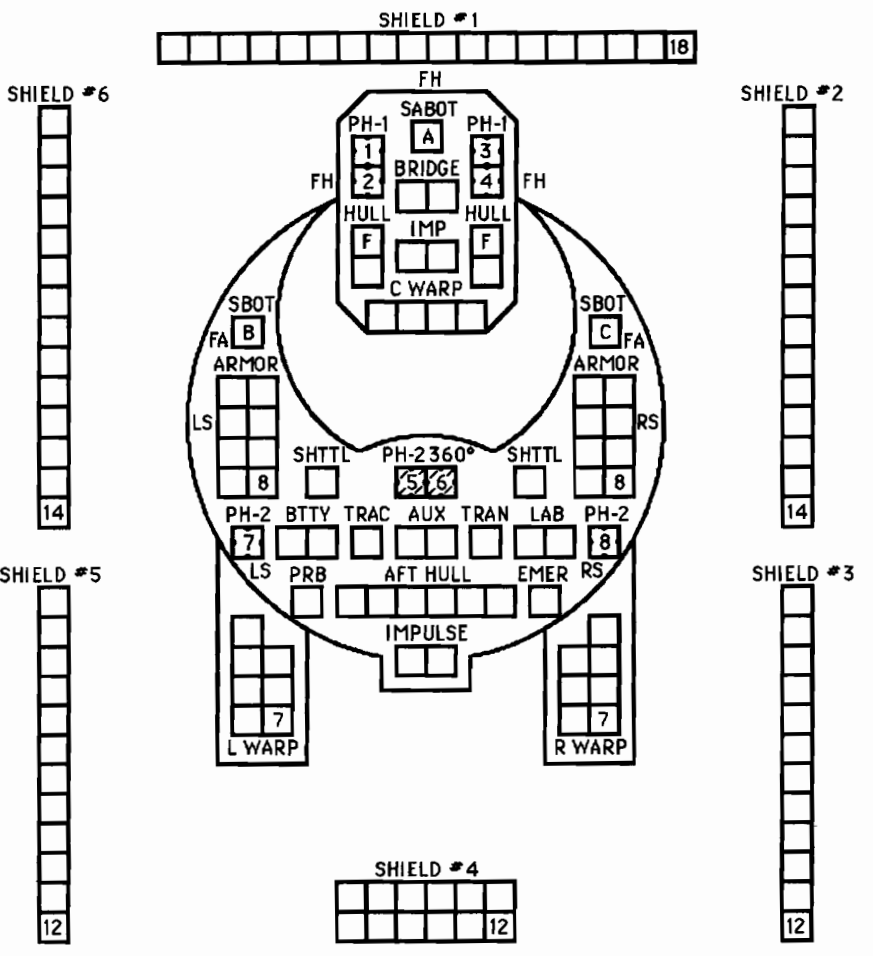 SHIELD #1
18
SHIELD #6
FH
SHIELD #2
SABOT
PH-1
A
PH-1
1
3
BRIDGE
2
4
FH
FH
HULL
IMP
HULL
F
F
C WARP
SBOT
SBOT
B
C
FA
FA
ARMOR
ARMOR
LS
RS
SHTTL
PH-2 360°
SHTTL
8
5
6
8
14
14
PH-2
BTTY
TRAC
AUX
TRAN
LAB
PH-2
7
8
LS
RS
SHIELD #5
PRB
AFT HULL
EMER
SHIELD #3
IMPULSE
7
7
L WARP
R WARP
SHIELD #4
12
12
12